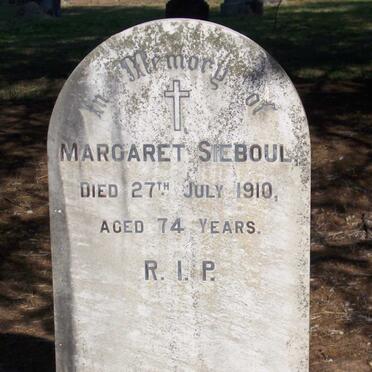 In Memory of
MARGARET SIEBOUL,
DIED 27TH JULY 1910,
AGED 74 YEARS.
R. I. P.